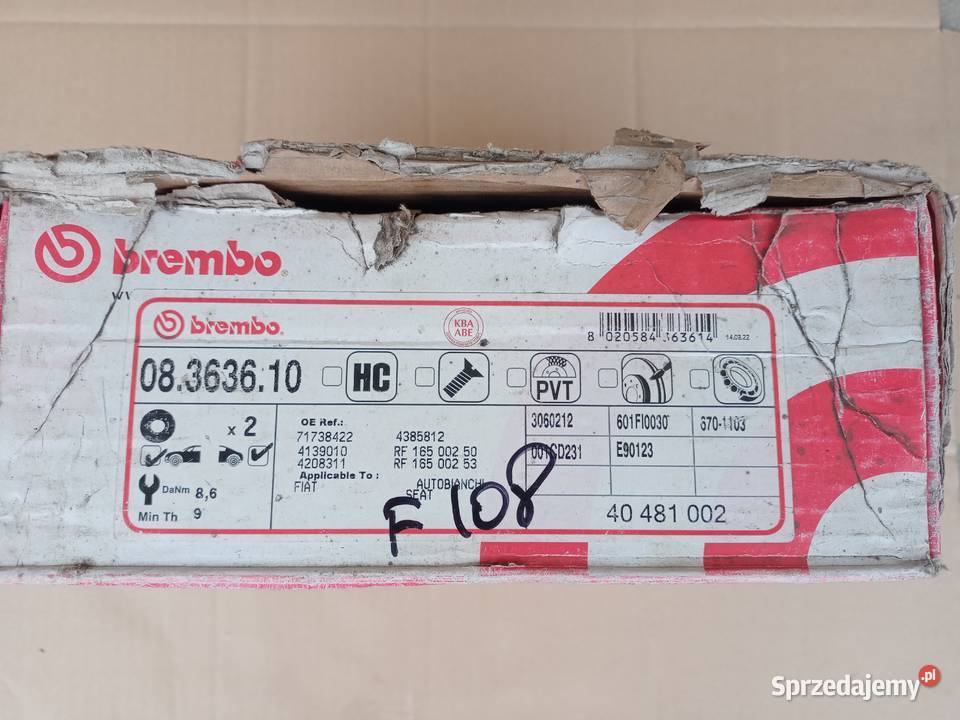 brembo
brembo
KBA
ABE
8 020584 363614
14.03.22
08.3636.10
HC
PVT
x 2
OE Ref.:
71738422 4385812
4139010 RF 165 002 50
4208311 RF 165 002 53
Applicable To :
FIAT AUTOBIANCHI
SEAT
3060212 601FI0030 670-1103
001CD231 E90123
DaNm 8,6
Min Th 9
40 481 002
F 108
Sprzedajemy.pl